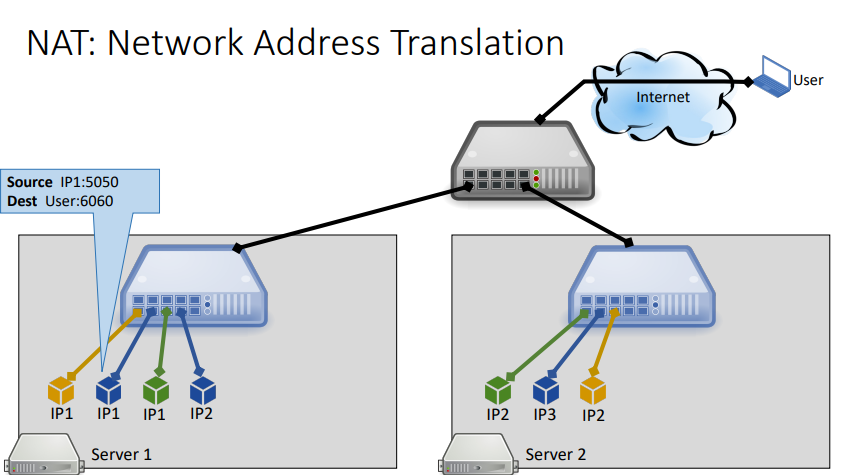 NAT: Network Address Translation
User
Internet
Source IP1:5050
Dest User:6060
IP1 IP1 IP1 IP2
IP2 IP3 IP2
Server 1
Server 2